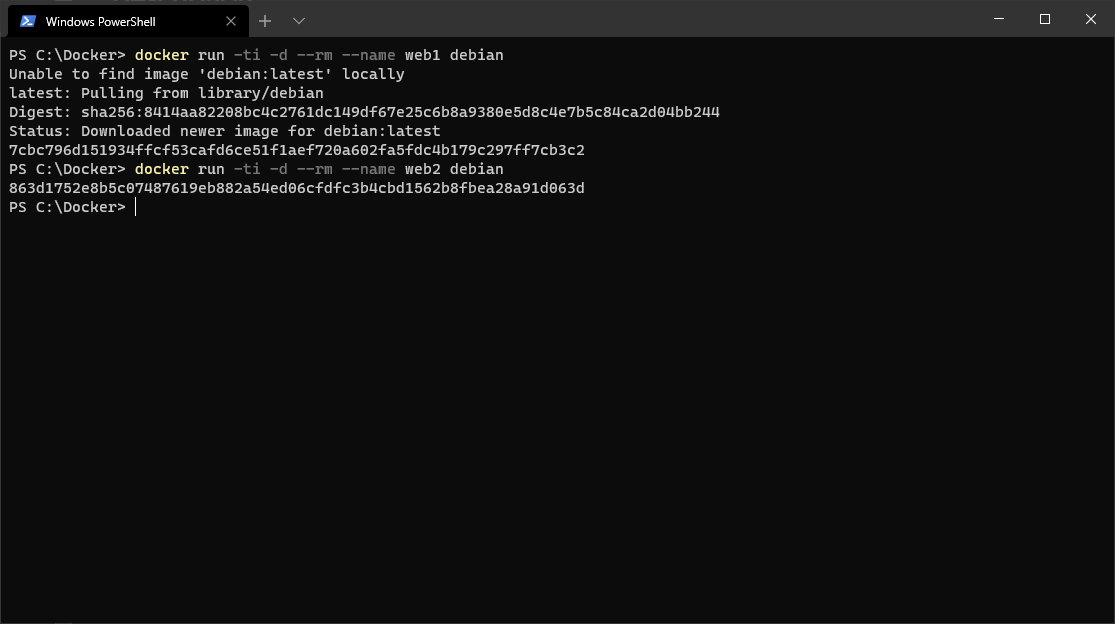 Windows PowerShell
PS C:\Docker> docker run -ti -d --rm --name web1 debian
Unable to find image 'debian:latest' locally
latest: Pulling from library/debian
Digest: sha256:8414aa82208bc4c2761dc149df67e25c6b8a9380e5d8c4e7b5c84ca2d04bb244
Status: Downloaded newer image for debian:latest
7cbc796d151934ffcf53cafd6ce51f1aef720a602fa5fdc4b179c297ff7cb3c2
PS C:\Docker> docker run -ti -d --rm --name web2 debian
863d1752e8b5c07487619eb882a54ed06cfdfc3b4cbd1562b8fbea28a91d063d
PS C:\Docker>